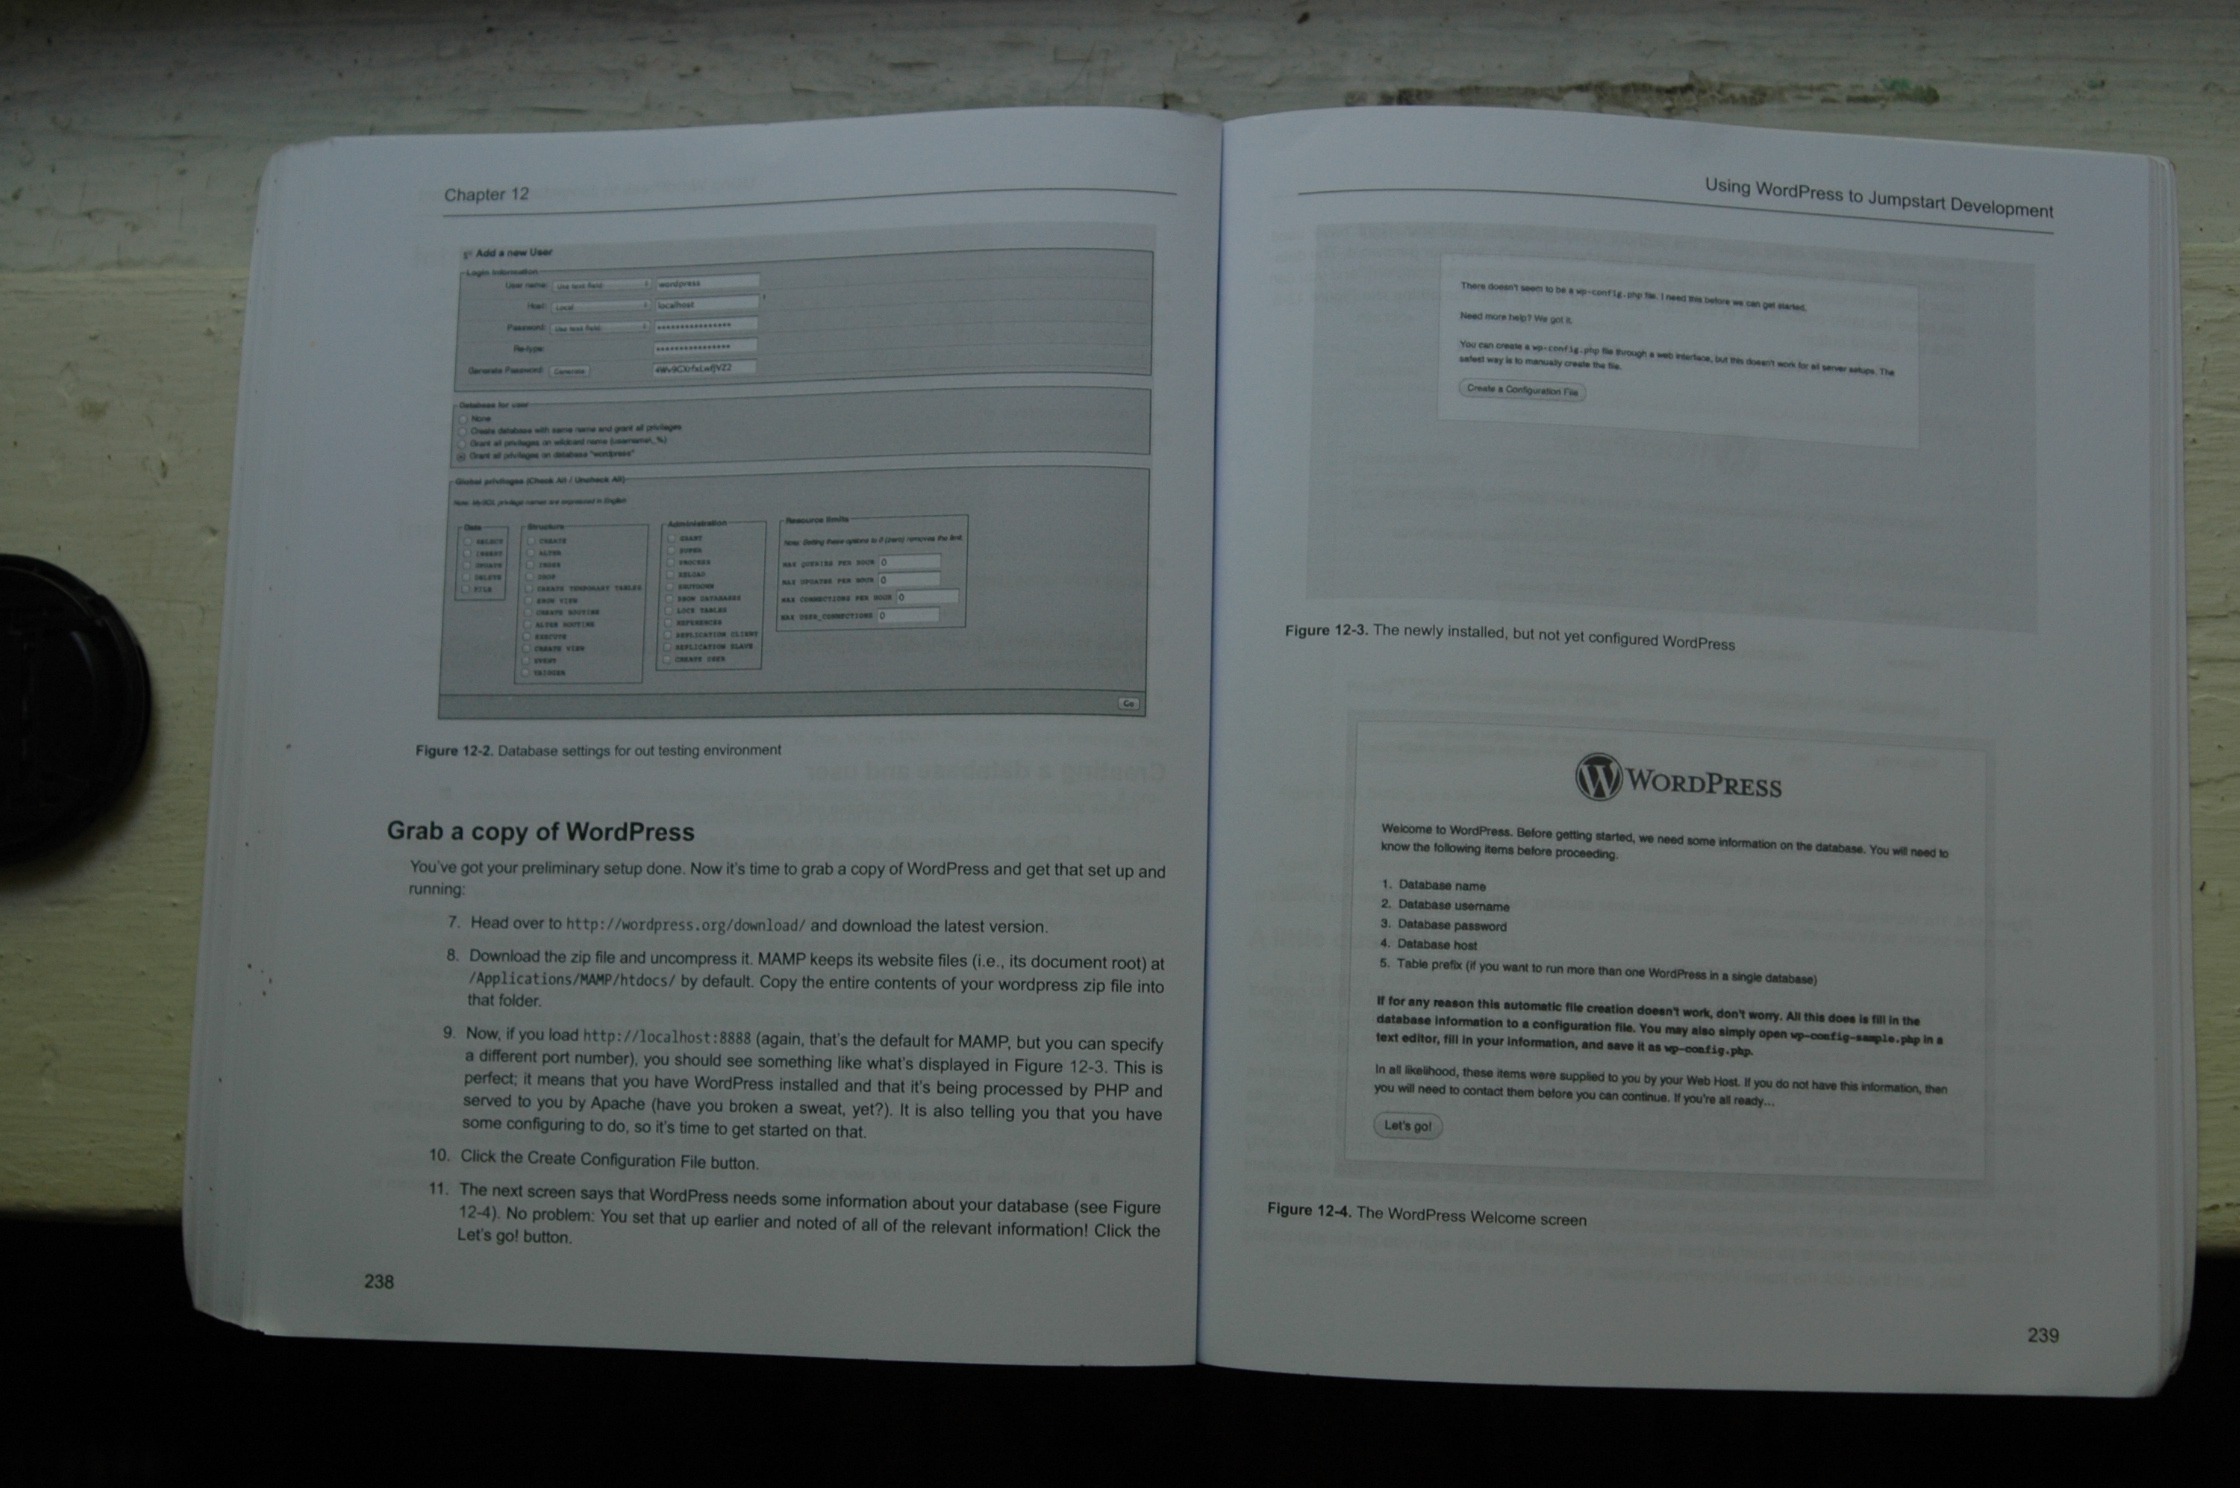 Chapter 12
Add a new User
Login Information
User name: Use text field: wordpress
Host: Local localhost
Password: Use text field:
Re-type:
Generate Password: Generate
Database for user
None
Create database with same name and grant all privileges
Grant all privileges on wildcard name (username\_%)
Grant all privileges on database "wordpress"
Global privileges (Check All / Uncheck All)
Note: MySQL privilege names are expressed in English
Data
SELECT
INSERT
UPDATE
DELETE
FILE
Structure
CREATE
ALTER
INDEX
DROP
CREATE TEMPORARY TABLES
SHOW VIEW
CREATE ROUTINE
ALTER ROUTINE
EXECUTE
CREATE VIEW
EVENT
TRIGGER
Administration
GRANT
SUPER
PROCESS
RELOAD
SHUTDOWN
SHOW DATABASES
LOCK TABLES
REFERENCES
REPLICATION CLIENT
REPLICATION SLAVE
CREATE USER
Resource limits
Note: Setting these options to 0 (zero) removes the limit.
MAX QUERIES PER HOUR 0
MAX UPDATES PER HOUR 0
MAX CONNECTIONS PER HOUR 0
MAX USER_CONNECTIONS 0
Go
Figure 12-2. Database settings for out testing environment
Grab a copy of WordPress
You've got your preliminary setup done. Now it's time to grab a copy of WordPress and get that set up and
running:
7. Head over to http://wordpress.org/download/ and download the latest version.
8. Download the zip file and uncompress it. MAMP keeps its website files (i.e., its document root) at
/Applications/MAMP/htdocs/ by default. Copy the entire contents of your wordpress zip file into
that folder.
9. Now, if you load http://localhost:8888 (again, that's the default for MAMP, but you can specify
a different port number), you should see something like what's displayed in Figure 12-3. This is
perfect; it means that you have WordPress installed and that it's being processed by PHP and
served to you by Apache (have you broken a sweat, yet?). It is also telling you that you have
some configuring to do, so it's time to get started on that.
10. Click the Create Configuration File button.
11. The next screen says that WordPress needs some information about your database (see Figure
12-4). No problem: You set that up earlier and noted of all of the relevant information! Click the
Let's go! button.
238
Using WordPress to Jumpstart Development
There doesn't seem to be a wp-config.php file. I need this before we can get started.
Need more help? We got it.
You can create a wp-config.php file through a web interface, but this doesn't work for all server setups. The
safest way is to manually create the file.
Create a Configuration File
Figure 12-3. The newly installed, but not yet configured WordPress
WORDPRESS
Welcome to WordPress. Before getting started, we need some information on the database. You will need to
know the following items before proceeding.
1. Database name
2. Database username
3. Database password
4. Database host
5. Table prefix (if you want to run more than one WordPress in a single database)
If for any reason this automatic file creation doesn't work, don't worry. All this does is fill in the
database information to a configuration file. You may also simply open wp-config-sample.php in a
text editor, fill in your information, and save it as wp-config.php.
In all likelihood, these items were supplied to you by your Web Host. If you do not have this information, then
you will need to contact them before you can continue. If you're all ready...
Let's go!
Figure 12-4. The WordPress Welcome screen
239